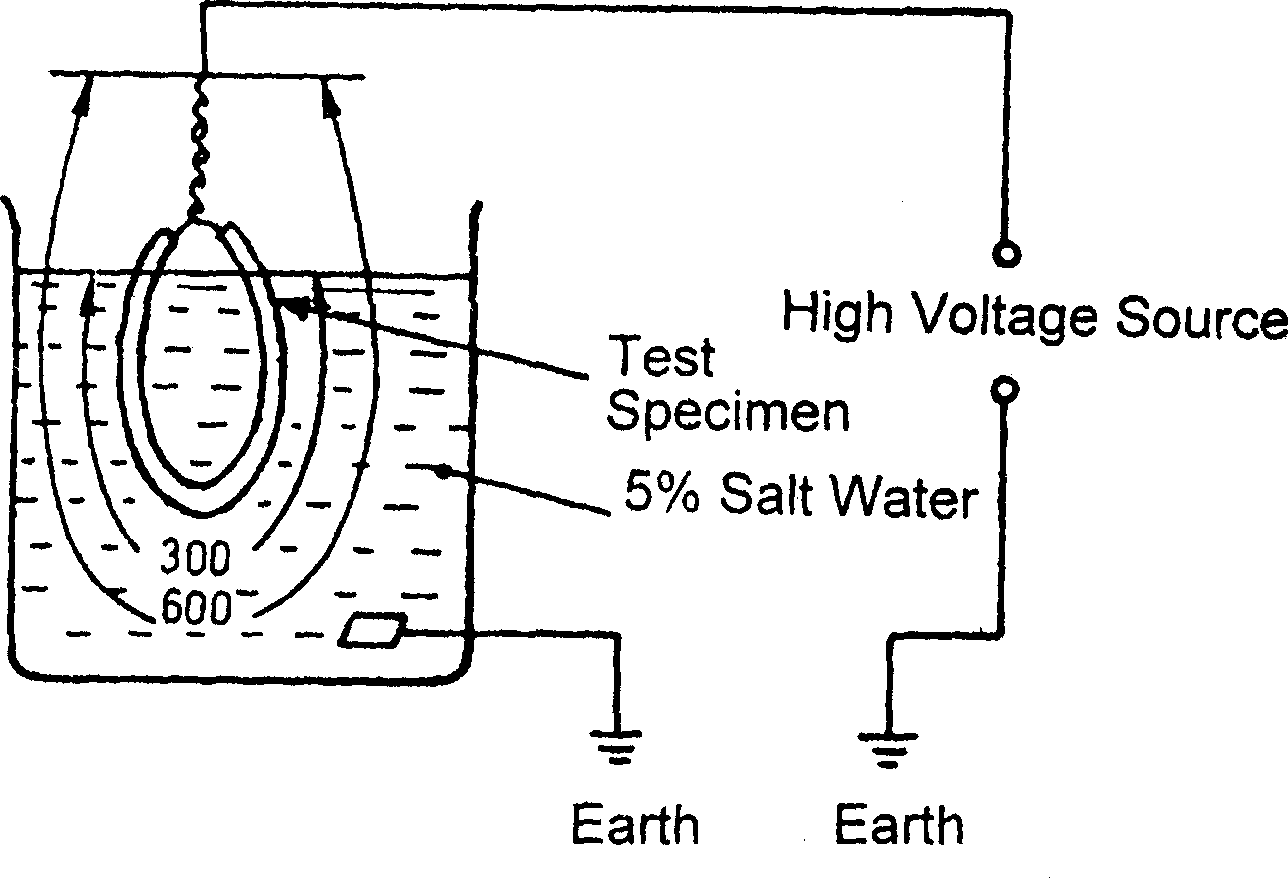 High Voltage Source
Test
Specimen
5% Salt Water
300
600
Earth
Earth